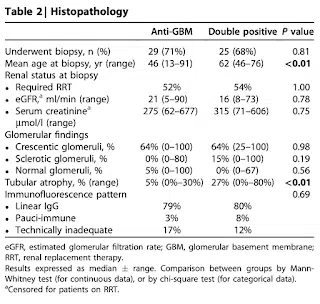 Table 2 | Histopathology
Anti-GBM Double positive P value
Underwent biopsy, n (%) 29 (71%) 25 (68%) 0.81
Mean age at biopsy, yr (range) 46 (13–91) 62 (46–76) <0.01
Renal status at biopsy
• Required RRT 52% 54% 1.00
• eGFR,a ml/min (range) 21 (5–90) 16 (8–73) 0.78
• Serum creatininea 275 (62–677) 315 (71–606) 0.75
µmol/l (range)
Glomerular findings
• Crescentic glomeruli, % 64% (0–100) 64% (25–100) 0.98
• Sclerotic glomeruli, % 0% (0–80) 15% (0–100) 0.19
• Normal glomeruli, % 5% (0–100) 0% (0–67) 0.56
Tubular atrophy, % (range) 5% (0%–30%) 27% (0%–80%) <0.01
Immunofluorescence pattern 0.69
• Linear IgG 79% 80%
• Pauci-immune 3% 8%
• Technically inadequate 17% 12%
eGFR, estimated glomerular filtration rate; GBM, glomerular basement membrane;
RRT, renal replacement therapy.
Results expressed as median ± range. Comparison between groups by Mann-
Whitney test (for continuous data), or by chi-square test (for categorical data).
aCensored for patients on RRT.